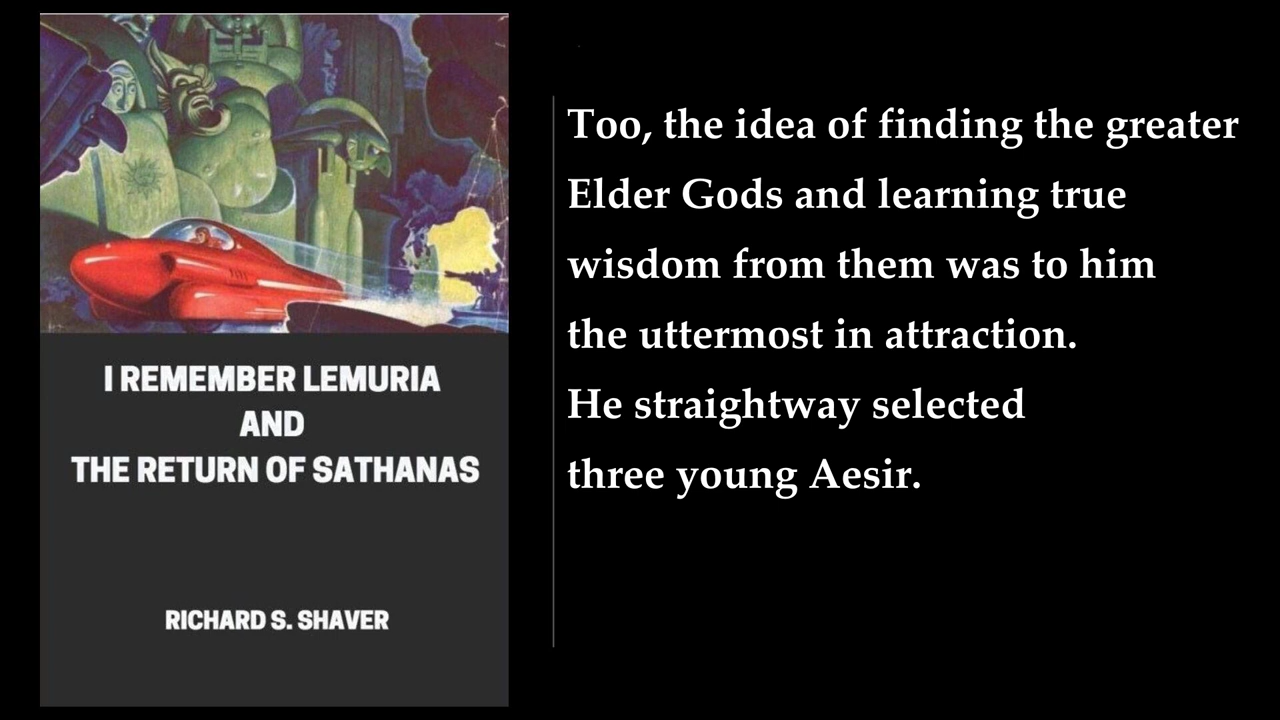 I REMEMBER LEMURIA
AND
THE RETURN OF SATHANAS
RICHARD S. SHAVER
Too, the idea of finding the greater
Elder Gods and learning true
wisdom from them was to him
the uttermost in attraction.
He straightway selected
three young Aesir.